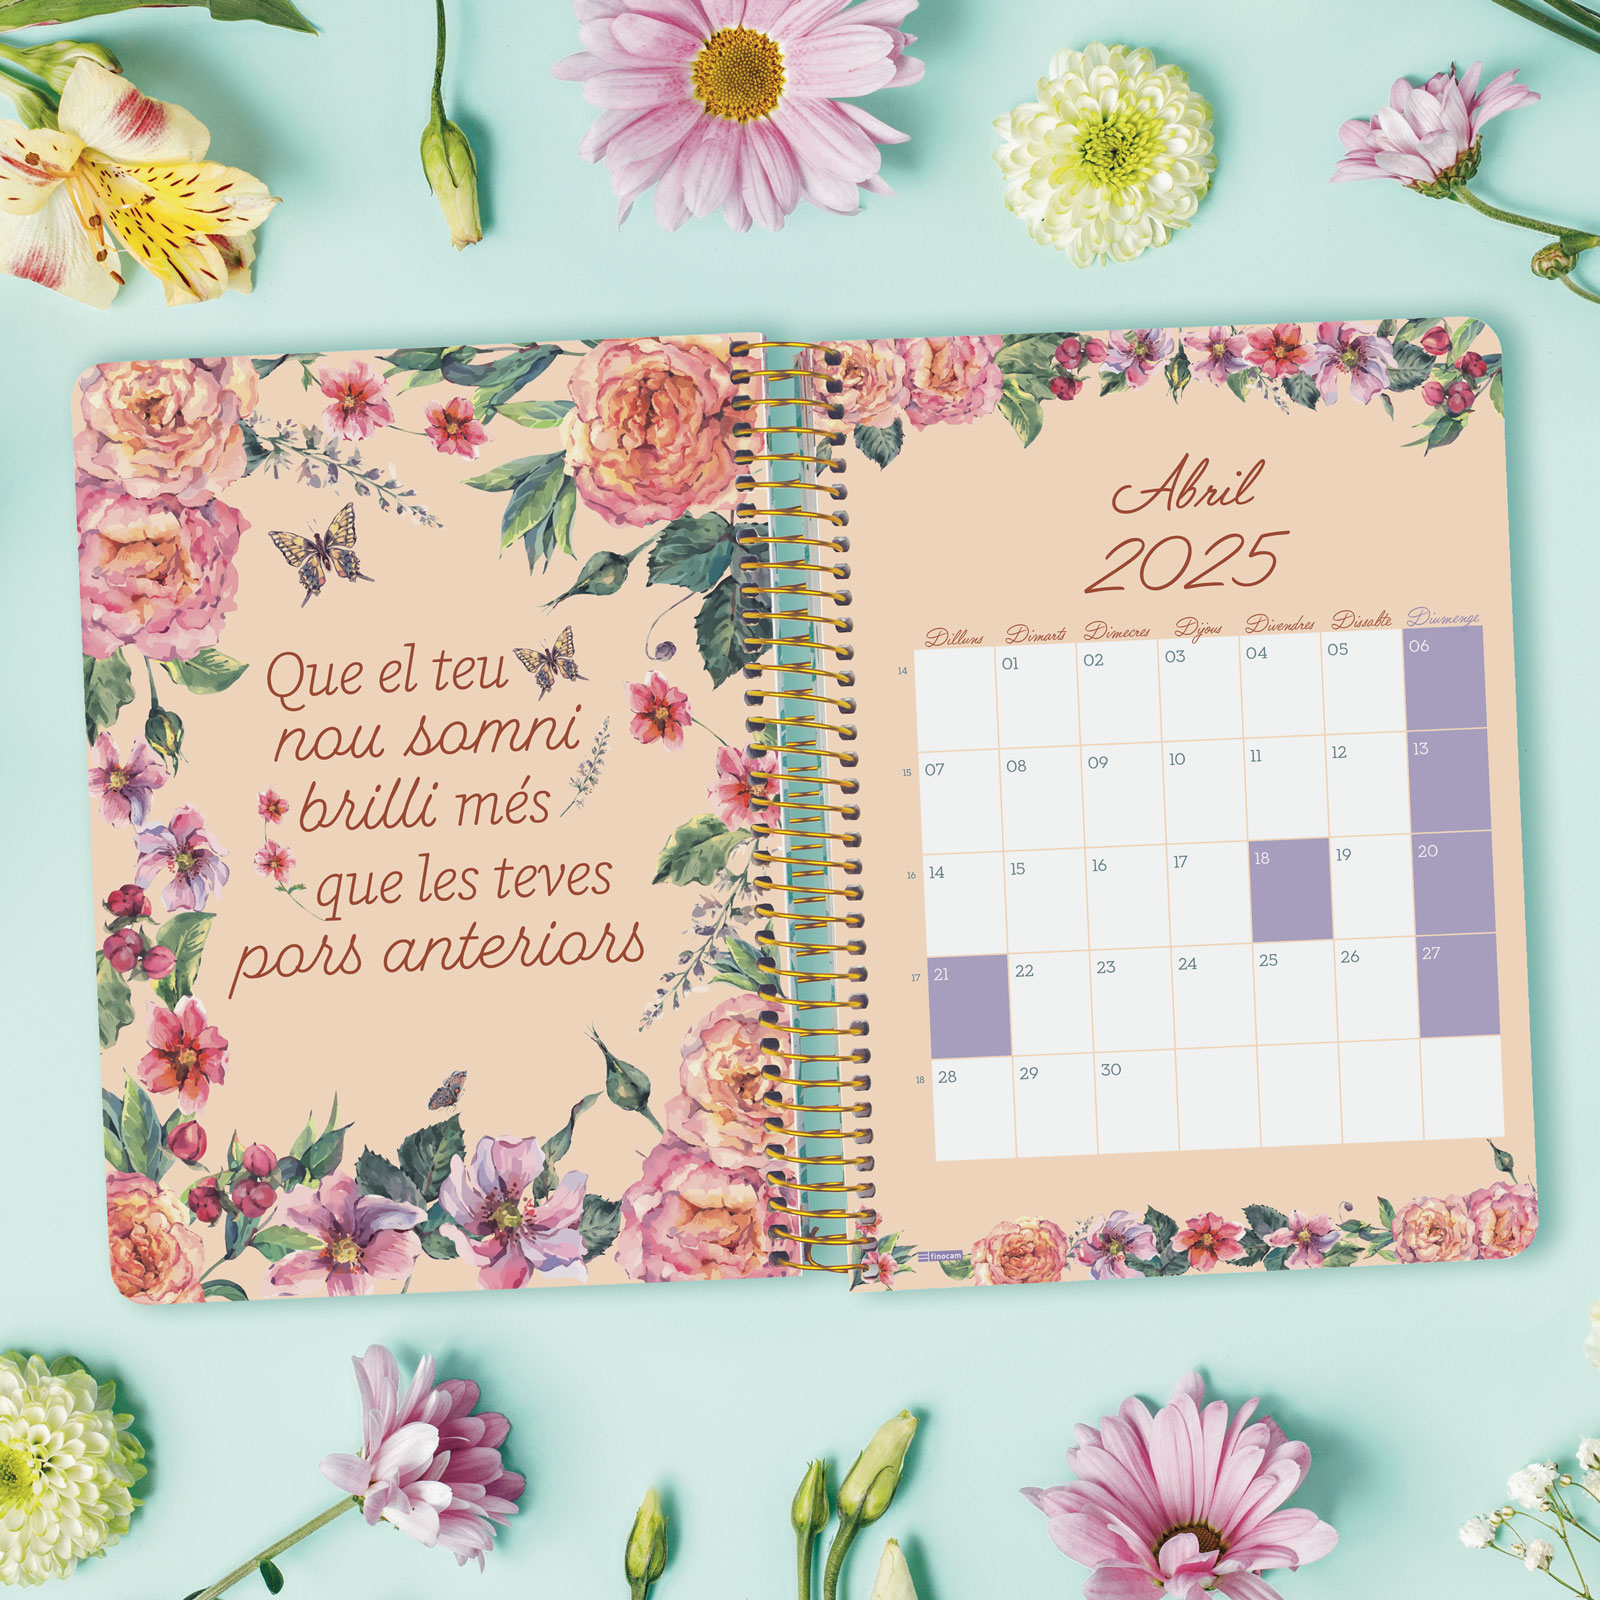 Que el teu
nou somni
brilli més
que les teves
pors anteriors
Abril
2025
Dilluns Dimarts Dimecres Dijous Divendres Dissabte Diumenge
14 01 02 03 04 05 06
15 07 08 09 10 11 12 13
16 14 15 16 17 18 19 20
17 21 22 23 24 25 26 27
18 28 29 30
finocam